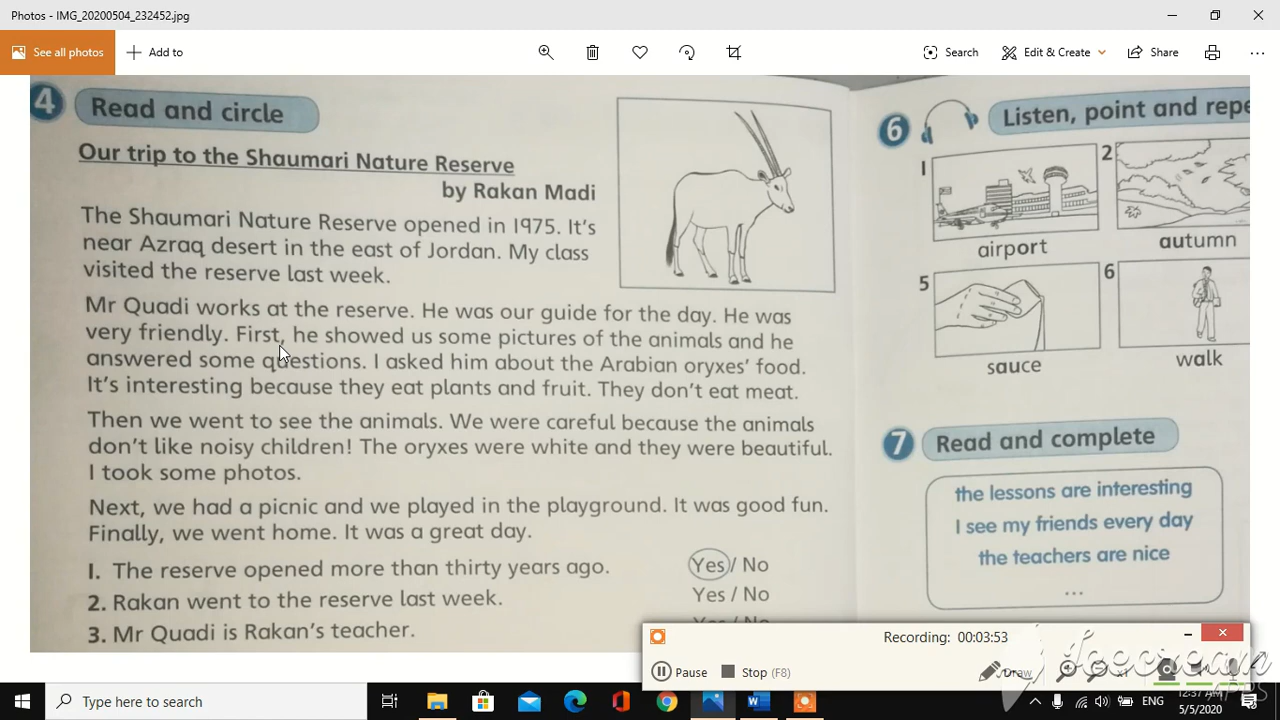 Photos - IMG_20200504_232452.jpg
See all photos
Add to
Search
Edit & Create
Share
4 Read and circle
Our trip to the Shaumari Nature Reserve
by Rakan Madi
The Shaumari Nature Reserve opened in 1975. It's
near Azraq desert in the east of Jordan. My class
visited the reserve last week.
Mr Quadi works at the reserve. He was our guide for the day. He was
very friendly. First, he showed us some pictures of the animals and he
answered some questions. I asked him about the Arabian oryxes' food.
It's interesting because they eat plants and fruit. They don't eat meat.
Then we went to see the animals. We were careful because the animals
don't like noisy children! The oryxes were white and they were beautiful.
I took some photos.
Next, we had a picnic and we played in the playground. It was good fun.
Finally, we went home. It was a great day.
1. The reserve opened more than thirty years ago. Yes / No
2. Rakan went to the reserve last week. Yes / No
3. Mr Quadi is Rakan's teacher.
6 Listen, point and repe
1
airport
2
autumn
5
sauce
6
walk
7 Read and complete
the lessons are interesting
I see my friends every day
the teachers are nice
...
Recording: 00:03:53
Pause
Stop (F8)
Draw
x1
Icecream
APPS
Type here to search
ENG
12:37 AM
5/5/2020